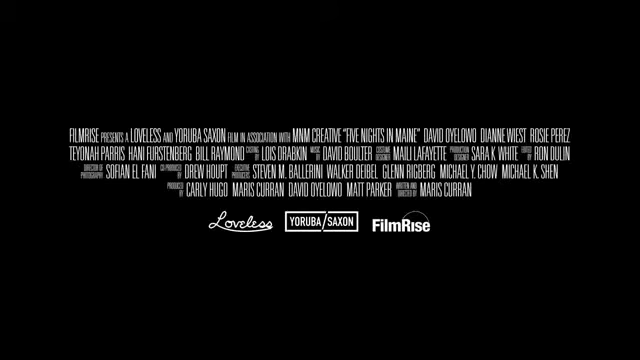 FILMRISE PRESENTS A LOVELESS AND YORUBA SAXON FILM IN ASSOCIATION WITH MNM CREATIVE "FIVE NIGHTS IN MAINE" DAVID OYELOWO DIANNE WIEST ROSIE PEREZ
TEYONAH PARRIS HANI FURSTENBERG BILL RAYMOND CASTING BY LOIS DRABKIN MUSIC BY DAVID BOULTER COSTUME DESIGNER MAILI LAFAYETTE PRODUCTION DESIGNER SARA K WHITE EDITED BY RON DULIN
DIRECTOR OF PHOTOGRAPHY SOFIAN EL FANI CO-PRODUCED BY DREW HOUPT EXECUTIVE PRODUCERS STEVEN M. BALLERINI WALKER DEIBEL GLENN RIGBERG MICHAEL Y. CHOW MICHAEL K. SHEN
PRODUCED BY CARLY HUGO MARIS CURRAN DAVID OYELOWO MATT PARKER WRITTEN AND DIRECTED BY MARIS CURRAN
Loveless YORUBA/SAXON FilmRise